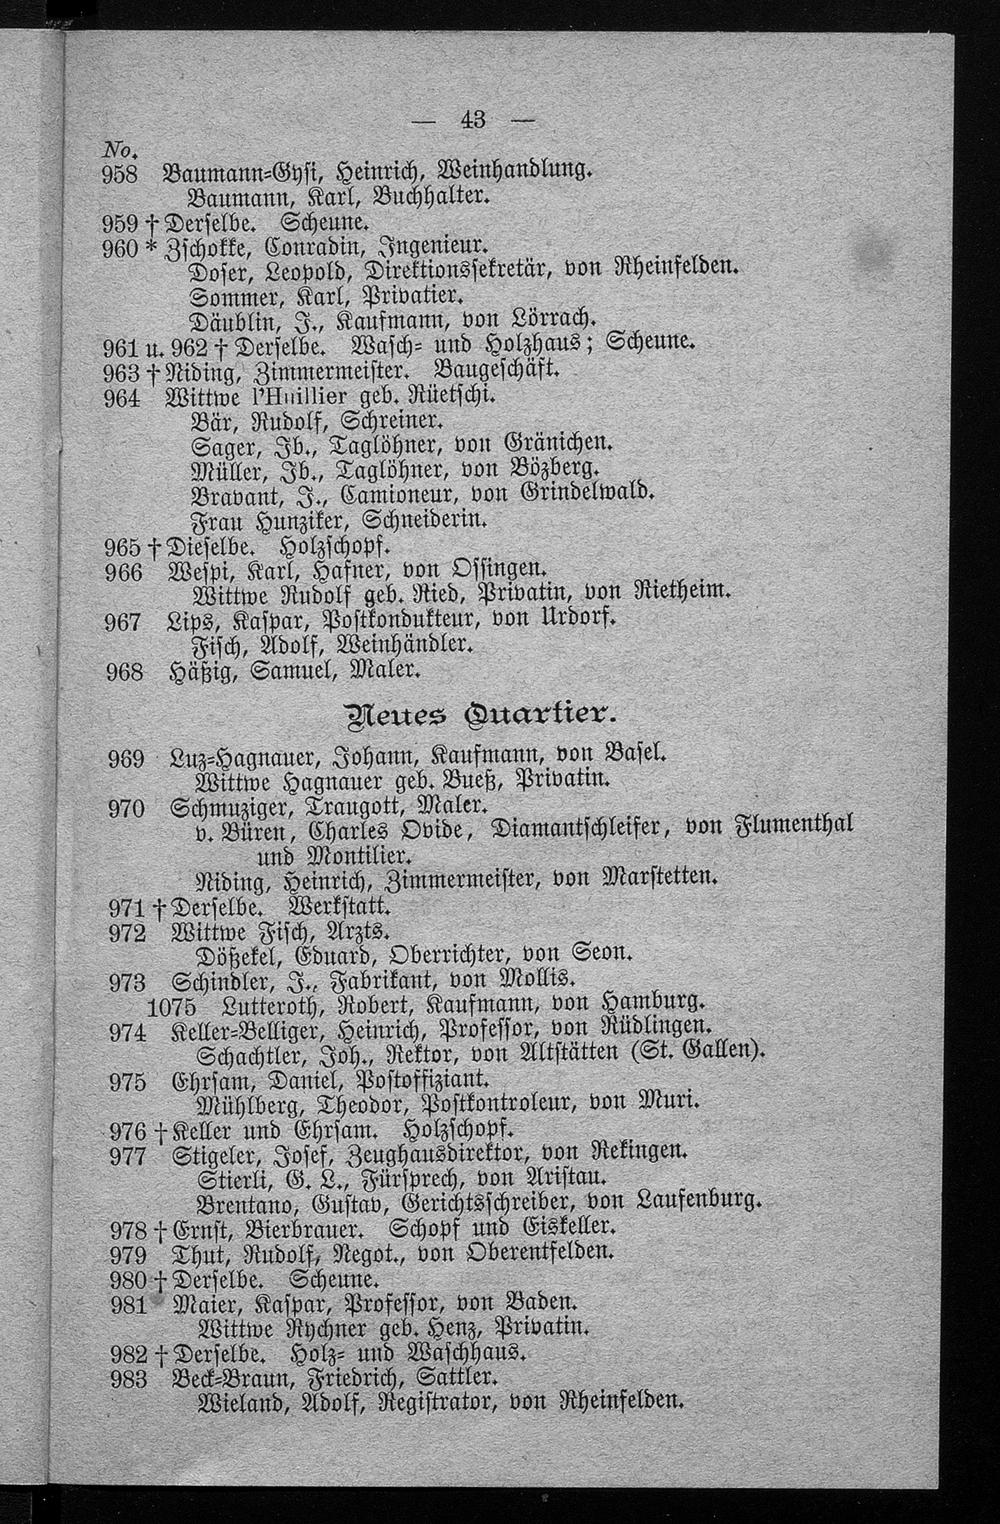 — 43 —
No.
958 Baumann-Gysi, Heinrich, Weinhandlung.
Baumann, Karl, Buchhalter.
959 † Derselbe. Scheune.
960 * Zschokke, Conradin, Ingenieur.
Doser, Leopold, Direktionssekretär, von Rheinfelden.
Sommer, Karl, Privatier.
Däublin, J., Kaufmann, von Lörrach.
961 u. 962 † Derselbe. Wasch- und Holzhaus; Scheune.
963 † Niding, Zimmermeister. Baugeschäft.
964 Wittwe l'Huillier geb. Rüetschi.
Bär, Rudolf, Schreiner.
Sager, Jb., Taglöhner, von Gränichen.
Müller, Jb., Taglöhner, von Bözberg.
Bravant, J., Camioneur, von Grindelwald.
Frau Hunziker, Schneiderin.
965 † Dieselbe. Holzschopf.
966 Wespi, Karl, Hafner, von Ossingen.
Wittwe Rudolf geb. Ried, Privatin, von Rietheim.
967 Lips, Kaspar, Postkondukteur, von Urdorf.
Fisch, Adolf, Weinhändler.
968 Häßig, Samuel, Maler.
Neues Quartier.
969 Luz-Hagnauer, Johann, Kaufmann, von Basel.
Wittwe Hagnauer geb. Bueß, Privatin.
970 Schmuziger, Traugott, Maler.
v. Büren, Charles Ovide, Diamantschleifer, von Flumenthal
und Montilier.
Niding, Heinrich, Zimmermeister, von Marstetten.
971 † Derselbe. Werkstatt.
972 Wittwe Fisch, Arzts.
Dößekel, Eduard, Oberrichter, von Seon.
973 Schindler, J., Fabrikant, von Mollis.
1075 Lutteroth, Robert, Kaufmann, von Hamburg.
974 Keller-Belliger, Heinrich, Professor, von Rüdlingen.
Schachtler, Joh., Rektor, von Altstätten (St. Gallen).
975 Ehrsam, Daniel, Postoffiziant.
Mühlberg, Theodor, Postkontroleur, von Muri.
976 † Keller und Ehrsam. Holzschopf.
977 Stigeler, Josef, Zeughausdirektor, von Rekingen.
Stierli, G. L., Fürsprech, von Aristau.
Brentano, Gustav, Gerichtsschreiber, von Laufenburg.
978 † Ernst, Bierbrauer. Schopf und Eiskeller.
979 Thut, Rudolf, Negot., von Oberentfelden.
980 † Derselbe. Scheune.
981 Maier, Kaspar, Professor, von Baden.
Wittwe Rychner geb. Henz, Privatin.
982 † Derselbe. Holz- und Waschhaus.
983 Beck-Braun, Friedrich, Sattler.
Wieland, Adolf, Registrator, von Rheinfelden.